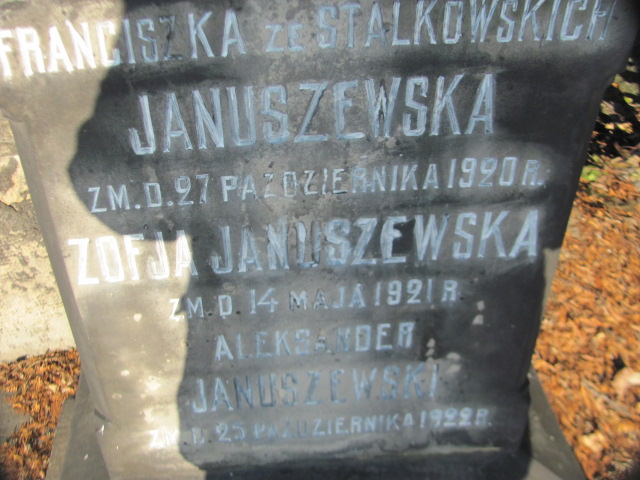 FRANCISZKA ZE STALKOWSKICH
JANUSZEWSKA
ZM. D. 27 PAŹDZIERNIKA 1920 R.
ZOFJA JANUSZEWSKA
ZM. D. 14 MAJA 1921 R.
ALEKSANDER
JANUSZEWSKI
ZM. D. 25 PAŹDZIERNIKA 1922 R.